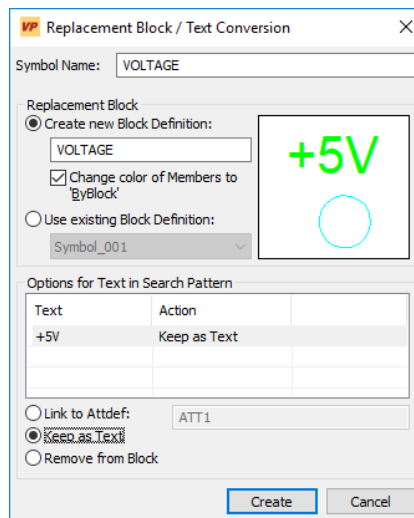 VP Replacement Block / Text Conversion
Symbol Name: VOLTAGE
Replacement Block
Create new Block Definition:
VOLTAGE
Change color of Members to
'ByBlock'
Use existing Block Definition:
Symbol_001
+5V
Options for Text in Search Pattern
Text Action
+5V Keep as Text
Link to Attdef: ATT1
Keep as Text
Remove from Block
Create Cancel